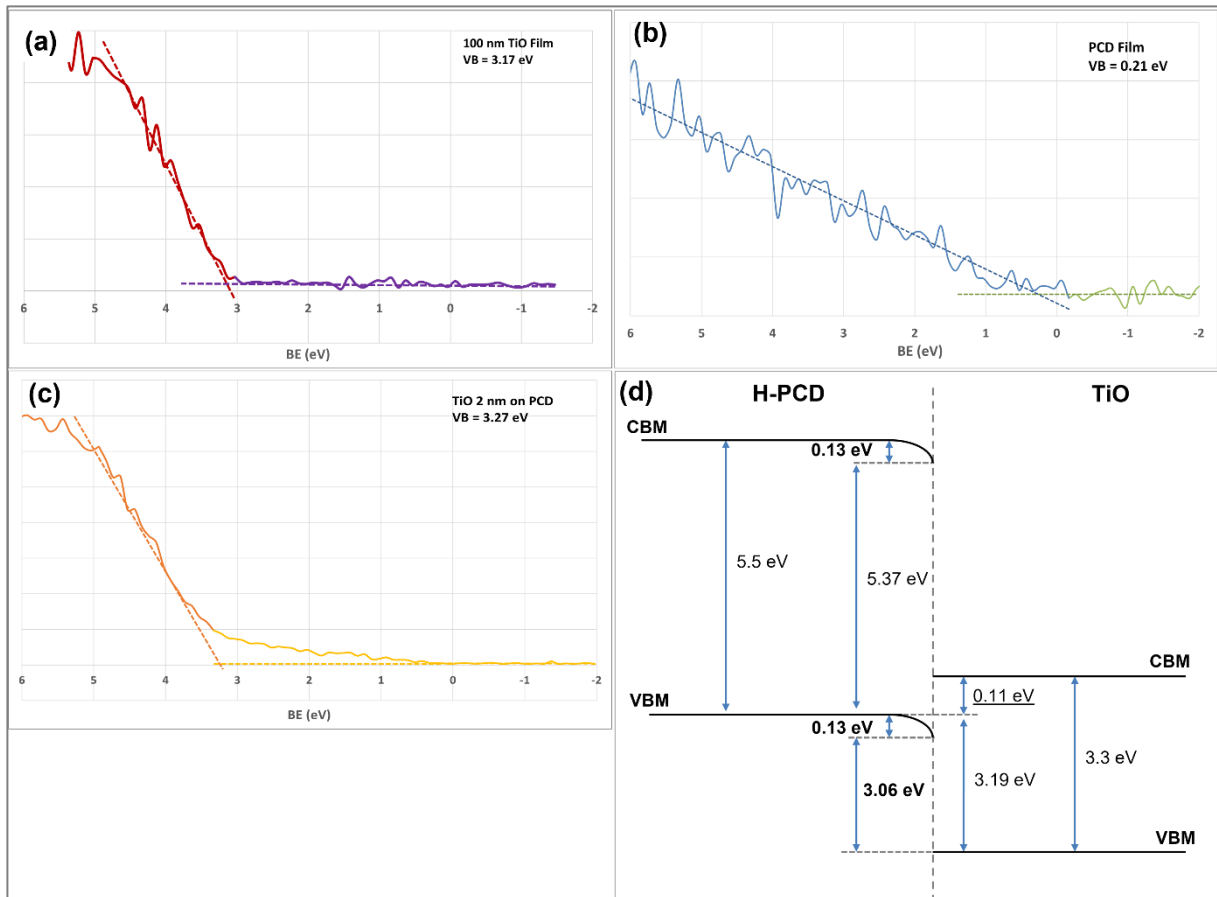 (a)
100 nm TiO Film
VB = 3.17 eV
6 5 4 3 2 1 0 -1 -2
BE (eV)
(b)
PCD Film
VB = 0.21 eV
6 5 4 3 2 1 0 -1 -2
BE (eV)
(c)
TiO 2 nm on PCD
VB = 3.27 eV
6 5 4 3 2 1 0 -1 -2
BE (eV)
(d)
H-PCD
TiO
CBM
0.13 eV
5.5 eV
5.37 eV
CBM
VBM
0.11 eV
0.13 eV
3.06 eV
3.19 eV
3.3 eV
VBM